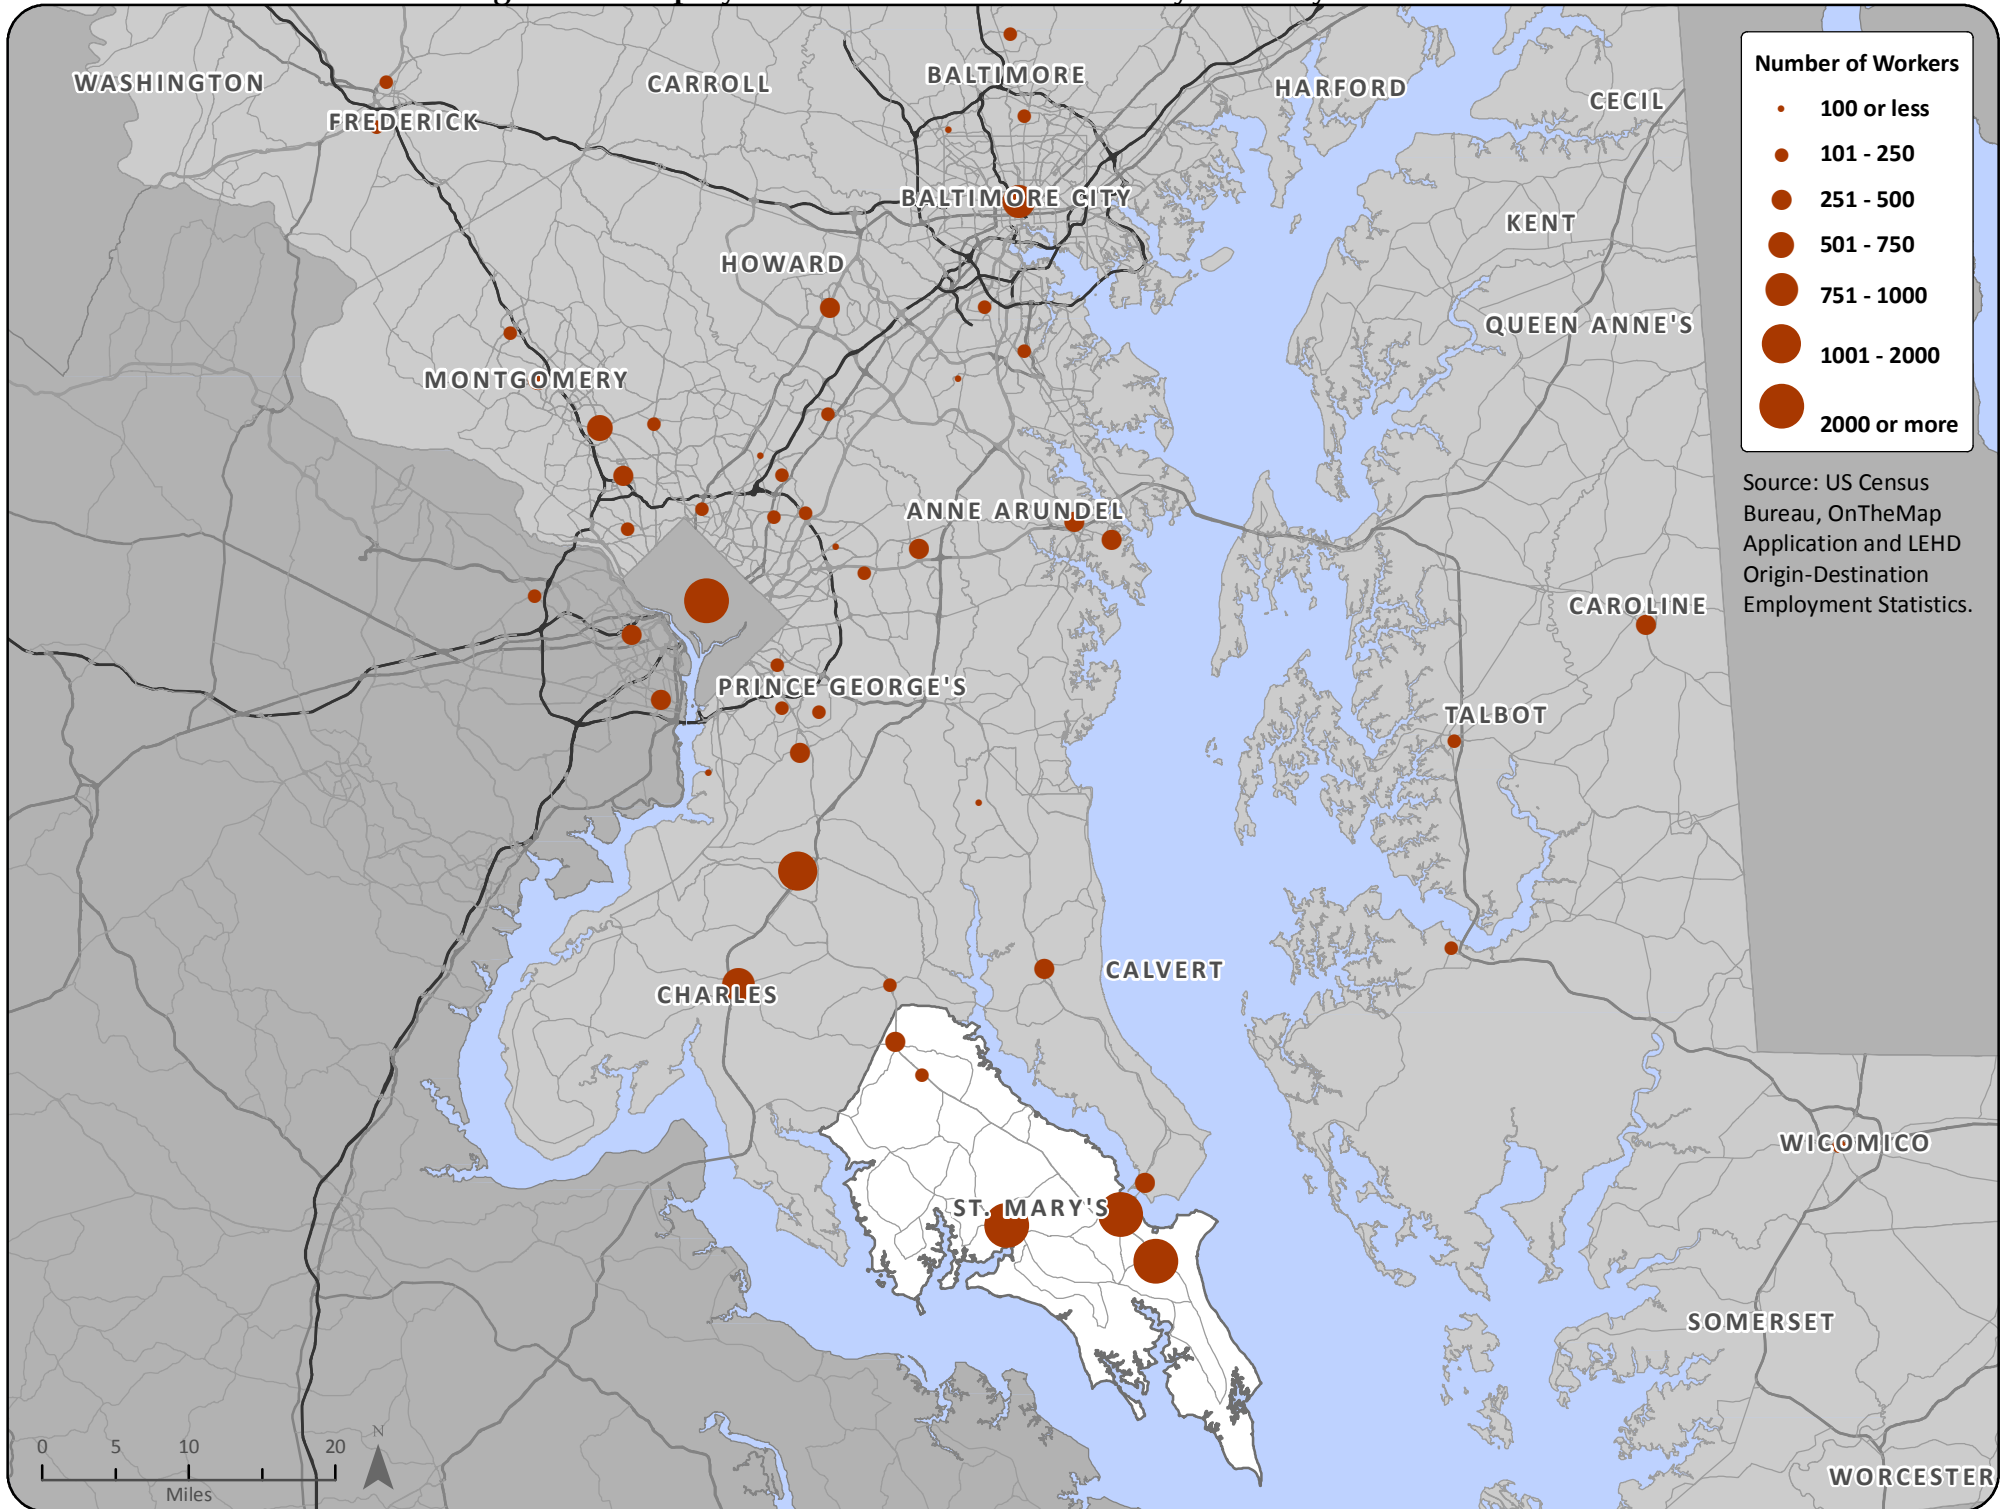 WASHINGTON
CARROLL
BALTIMORE
HARFORD
CECIL
FREDERICK
BALTIMORE CITY
KENT
HOWARD
QUEEN ANNE'S
MONTGOMERY
ANNE ARUNDEL
CAROLINE
PRINCE GEORGE'S
TALBOT
CALVERT
CHARLES
WICOMICO
ST. MARY'S
SOMERSET
WORCESTER
Number of Workers
100 or less
101 - 250
251 - 500
501 - 750
751 - 1000
1001 - 2000
2000 or more
Source: US Census
Bureau, OnTheMap
Application and LEHD
Origin-Destination
Employment Statistics.
0 5 10 20
Miles
N